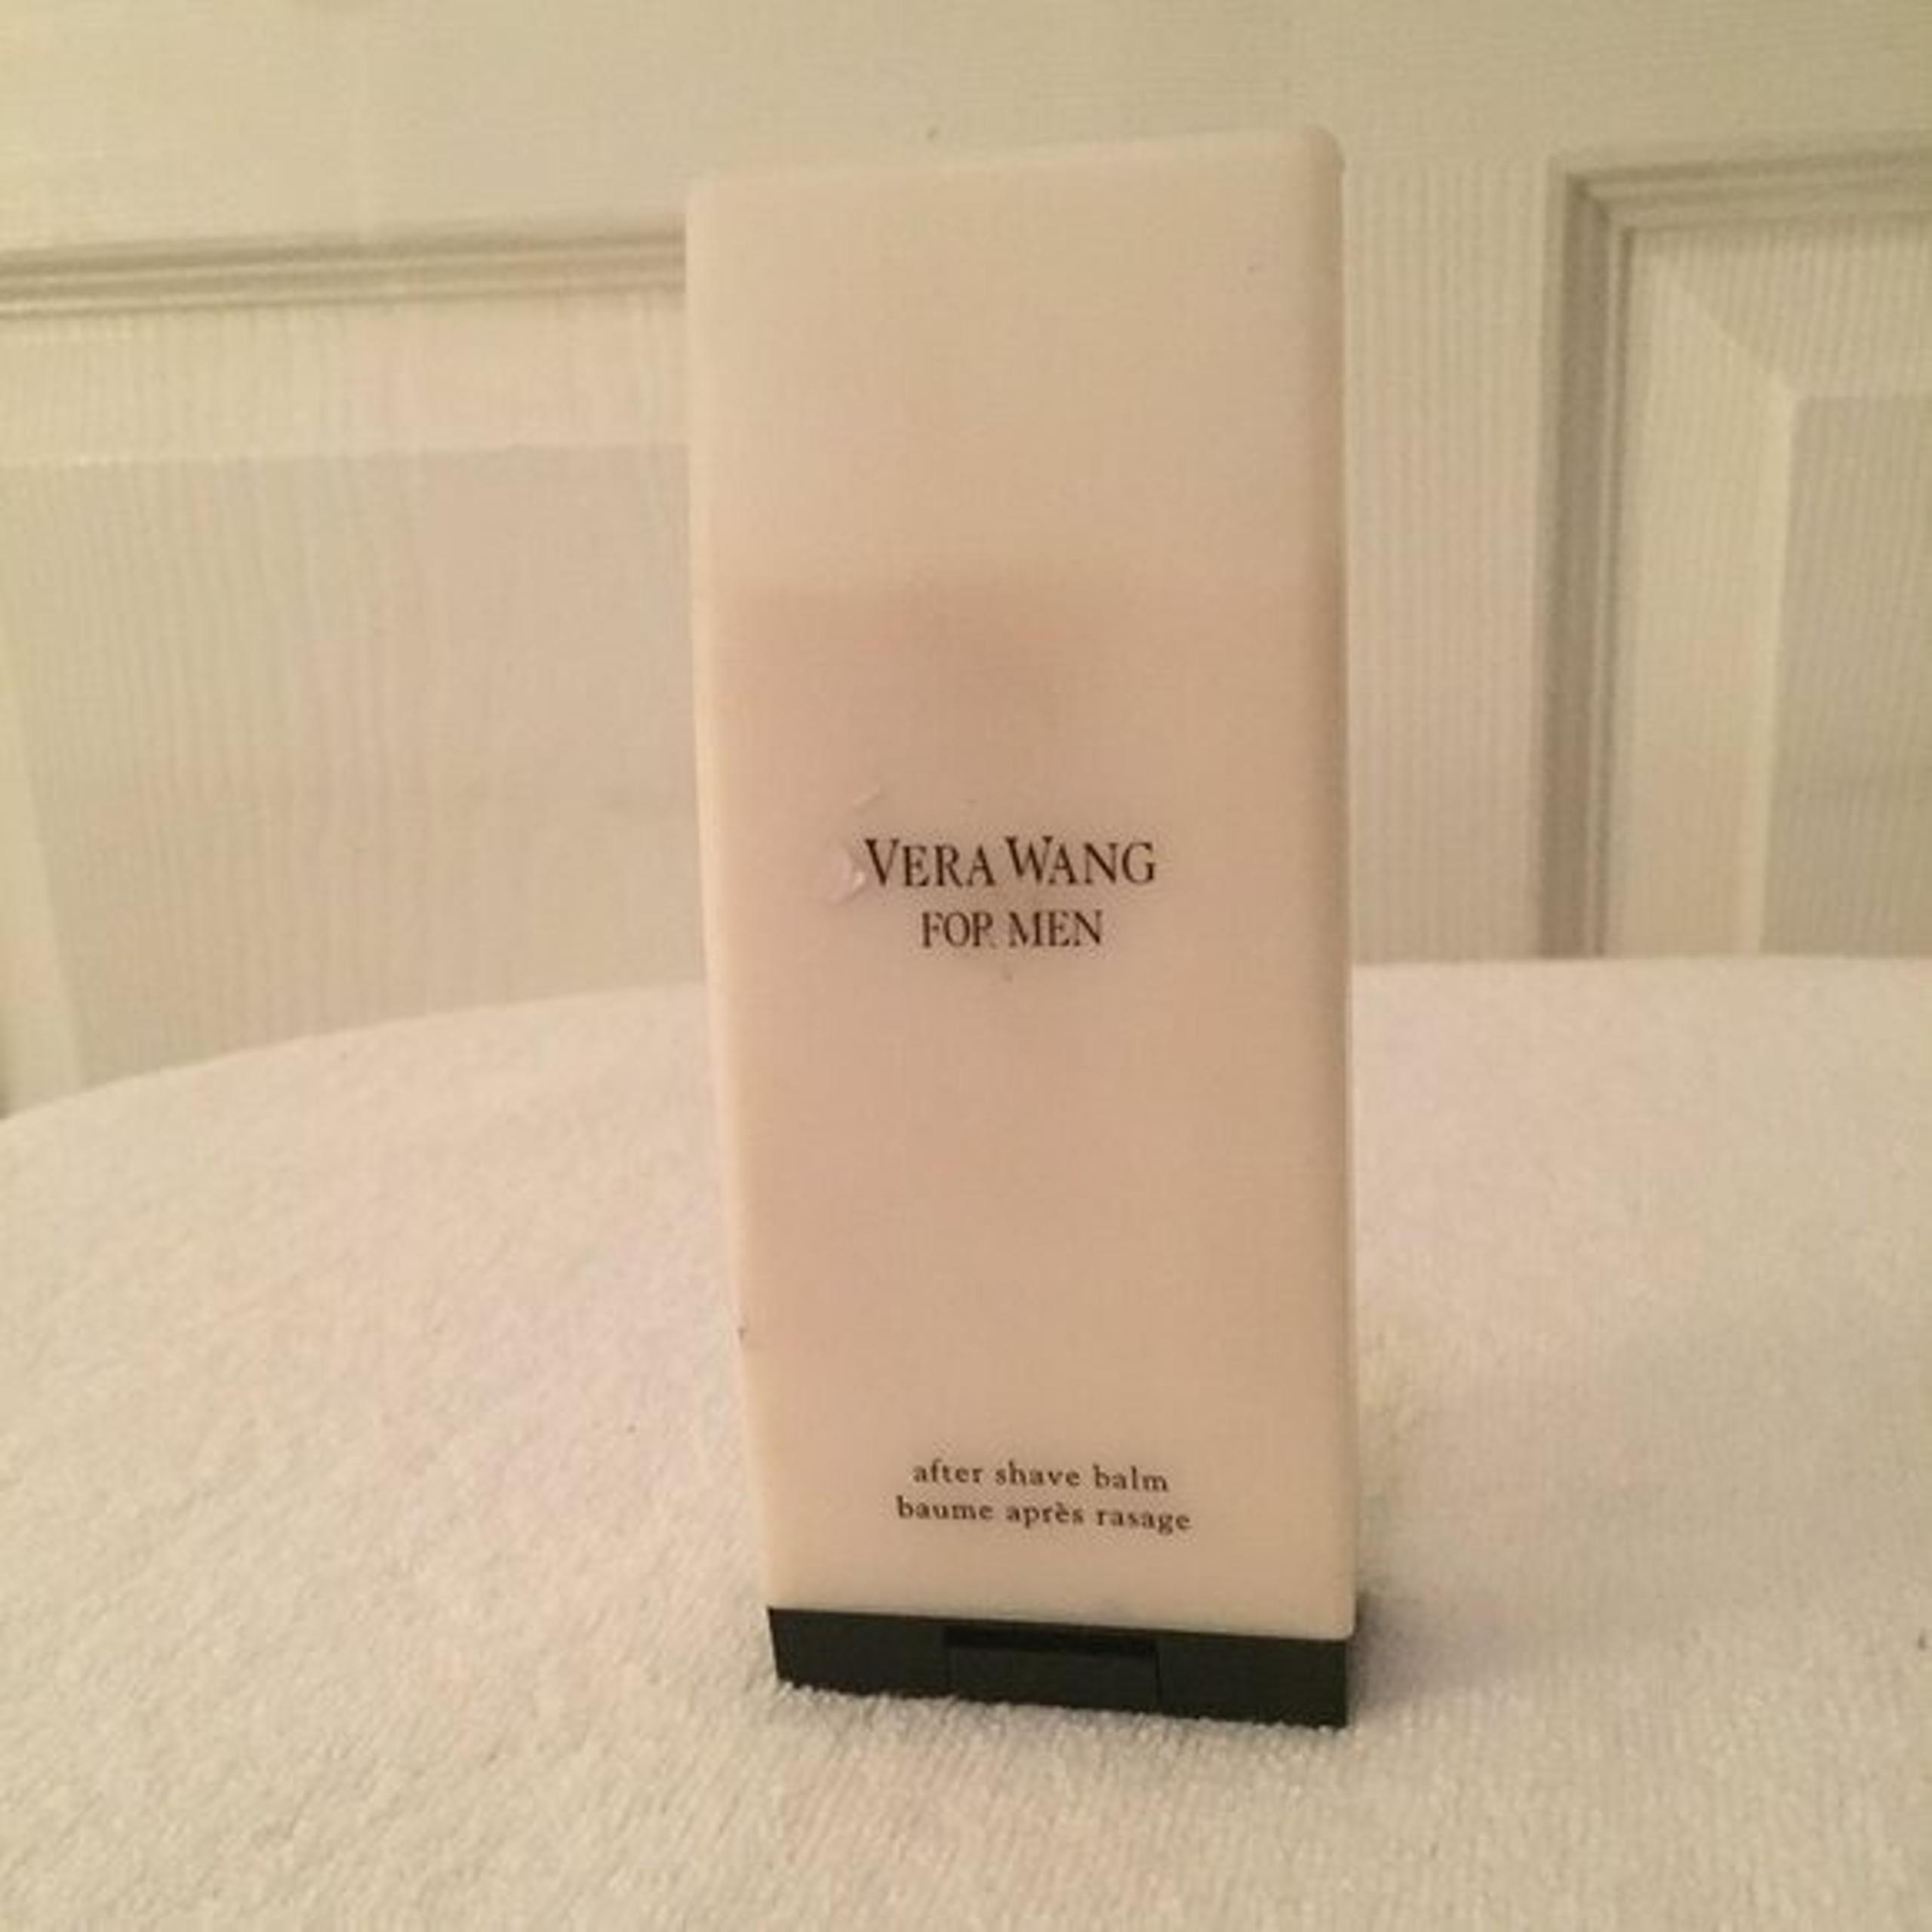 VERA WANG
FOR MEN
after shave balm
baume après rasage